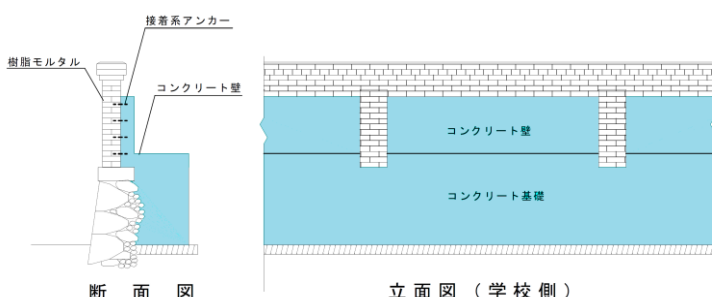 接着系アンカー
樹脂モルタル
コンクリート壁
コンクリート壁
コンクリート基礎
断面図
立面図(学校側)